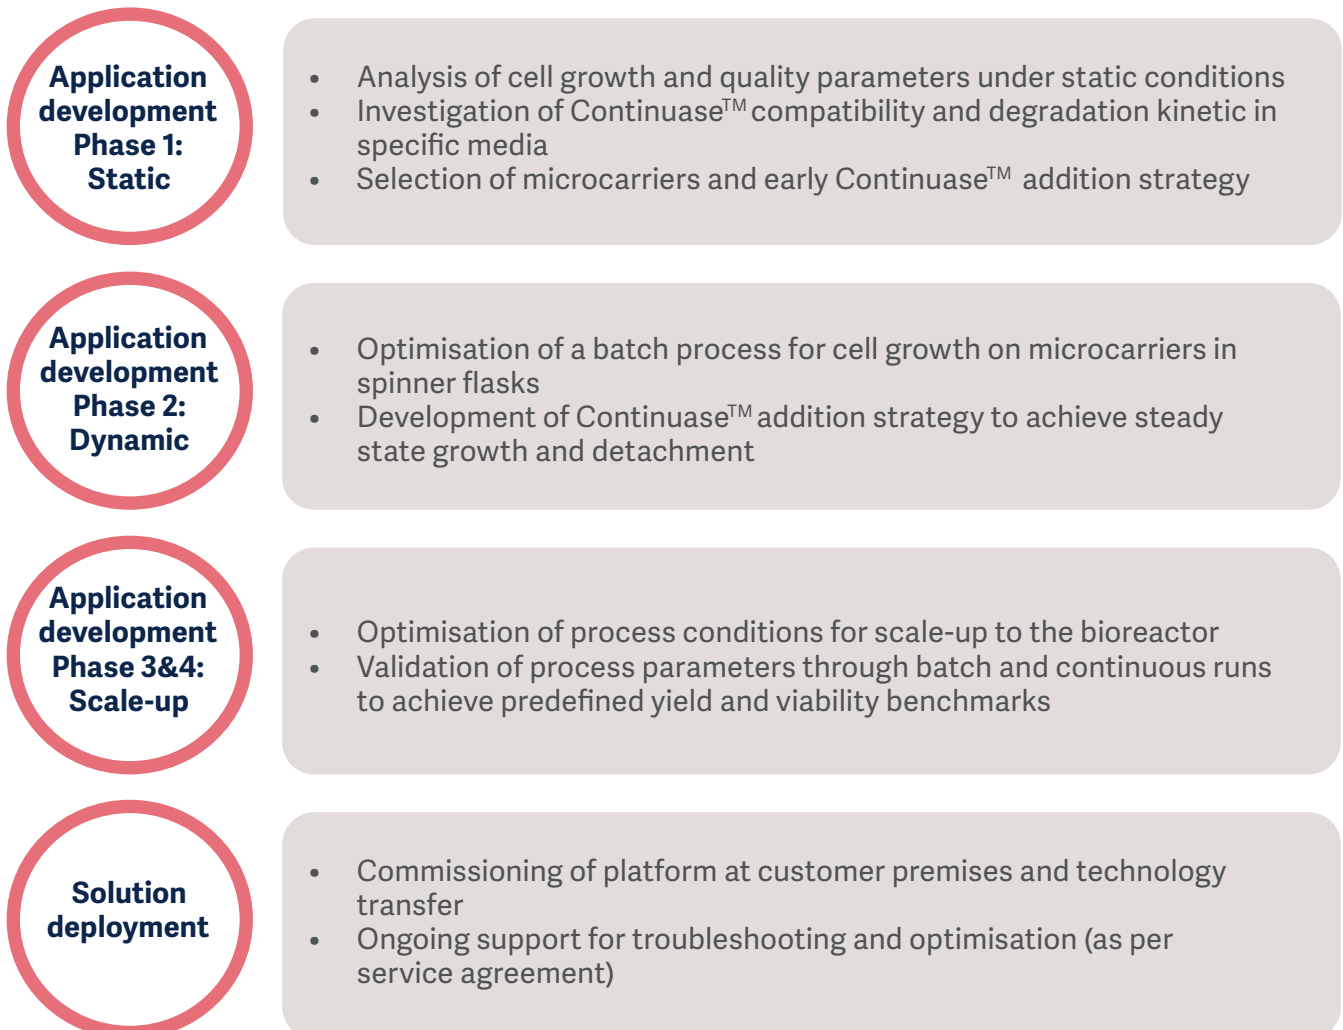 Application
development
Phase 1:
Static
• Analysis of cell growth and quality parameters under static conditions
• Investigation of Continuase™ compatibility and degradation kinetic in
specific media
• Selection of microcarriers and early Continuase™ addition strategy
Application
development
Phase 2:
Dynamic
• Optimisation of a batch process for cell growth on microcarriers in
spinner flasks
• Development of Continuase™ addition strategy to achieve steady
state growth and detachment
Application
development
Phase 3&4:
Scale-up
• Optimisation of process conditions for scale-up to the bioreactor
• Validation of process parameters through batch and continuous runs
to achieve predefined yield and viability benchmarks
Solution
deployment
• Commissioning of platform at customer premises and technology
transfer
• Ongoing support for troubleshooting and optimisation (as per
service agreement)